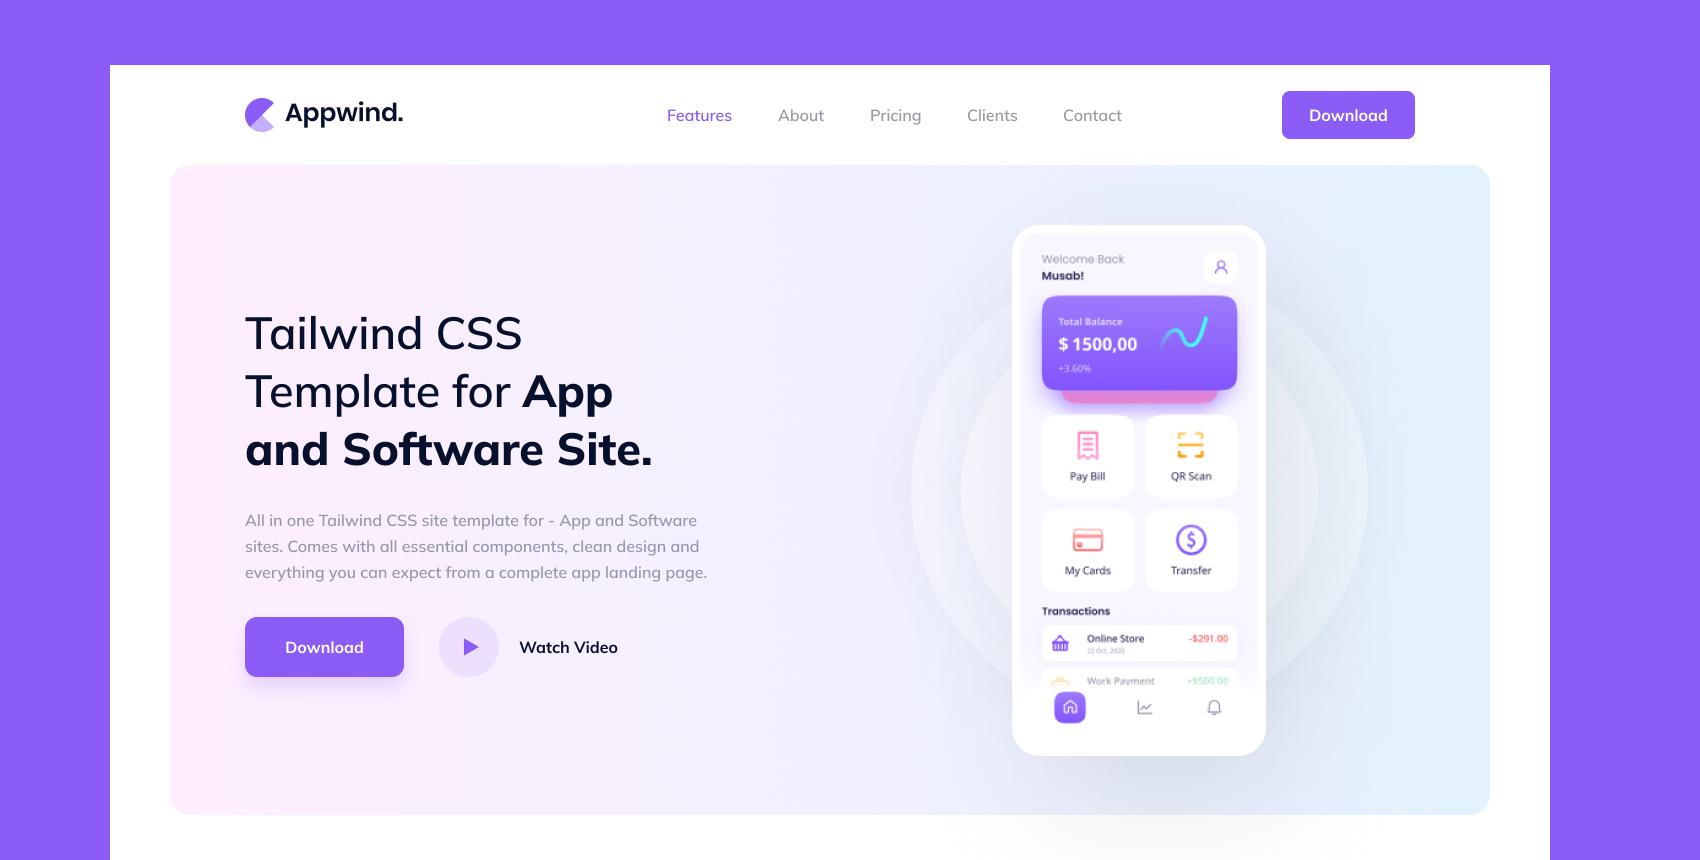 Appwind.
Features About Pricing Clients Contact
Download
Tailwind CSS
Template for App
and Software Site.
All in one Tailwind CSS site template for - App and Software
sites. Comes with all essential components, clean design and
everything you can expect from a complete app landing page.
Download
Watch Video
Welcome Back
Musab!
Total Balance
$ 1500,00
+3.60%
Pay Bill
QR Scan
My Cards
Transfer
Transactions
Online Store -$291.00
22 Oct, 2020
Work Payment +$500.00